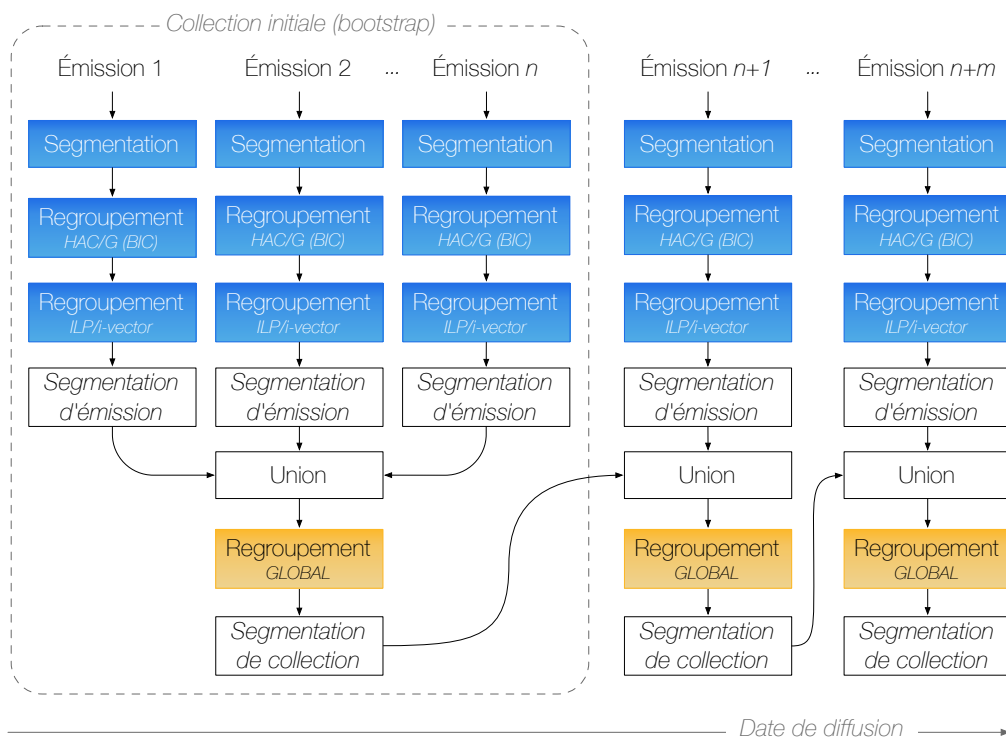 Collection initiale (bootstrap)
Émission 1
Émission 2
...
Émission n
Émission n+1
...
Émission n+m
Segmentation
Segmentation
Segmentation
Segmentation
Segmentation
Regroupement
HAC/G (BIC)
Regroupement
HAC/G (BIC)
Regroupement
HAC/G (BIC)
Regroupement
HAC/G (BIC)
Regroupement
HAC/G (BIC)
Regroupement
ILP/i-vector
Regroupement
ILP/i-vector
Regroupement
ILP/i-vector
Regroupement
ILP/i-vector
Regroupement
ILP/i-vector
Segmentation
d'émission
Segmentation
d'émission
Segmentation
d'émission
Segmentation
d'émission
Segmentation
d'émission
Union
Union
Union
Regroupement
GLOBAL
Regroupement
GLOBAL
Regroupement
GLOBAL
Segmentation
de collection
Segmentation
de collection
Segmentation
de collection
Date de diffusion